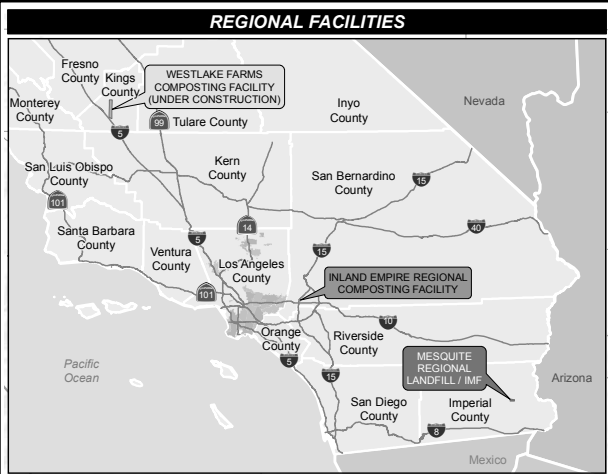 REGIONAL FACILITIES
Fresno
County
Kings
County
WESTLAKE FARMS
COMPOSTING FACILITY
(UNDER CONSTRUCTION)
Monterey
County
5
99
Tulare County
Inyo
County
Nevada
San Luis Obispo
County
Kern
County
San Bernardino
County
15
101
Santa Barbara
County
14
40
Ventura
County
5
Los Angeles
County
15
INLAND EMPIRE REGIONAL
COMPOSTING FACILITY
101
10
Orange
County
Riverside
County
5
15
MESQUITE
REGIONAL
LANDFILL / IMF
Arizona
Pacific
Ocean
San Diego
County
Imperial
County
8
Mexico